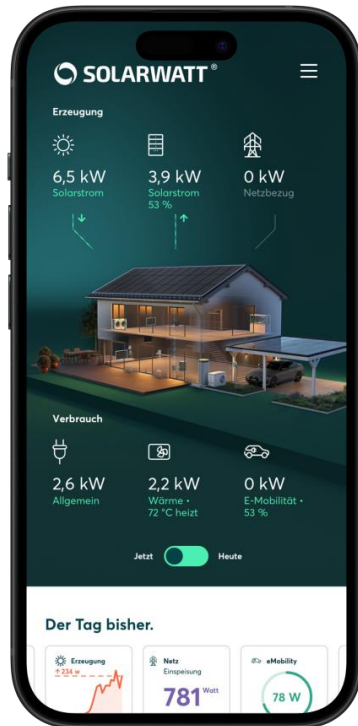 SOLARWATT®
Erzeugung
6,5 kW
Solarstrom
3,9 kW
Solarstrom
53 %
0 kW
Netzbezug
Verbrauch
2,6 kW
Allgemein
2,2 kW
Wärme •
72 °C heizt
0 kW
E-Mobilität •
53 %
Jetzt Heute
Der Tag bisher.
Erzeugung
↑ 234 w
Netz
Einspeisung
781 Watt
eMobility
78 W